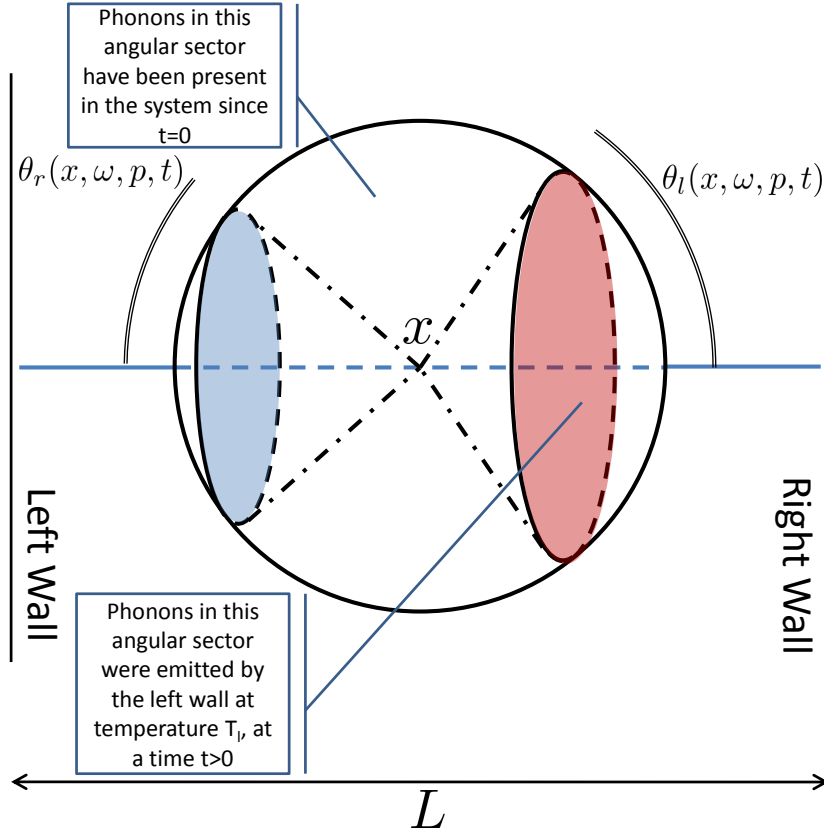 Phonons in this
angular sector
have been present
in the system since
t=0
θ_r(x, ω, p, t)
θ_l(x, ω, p, t)
x
Left Wall
Right Wall
Phonons in this
angular sector
were emitted by
the left wall at
temperature T_l, at
a time t>0
L